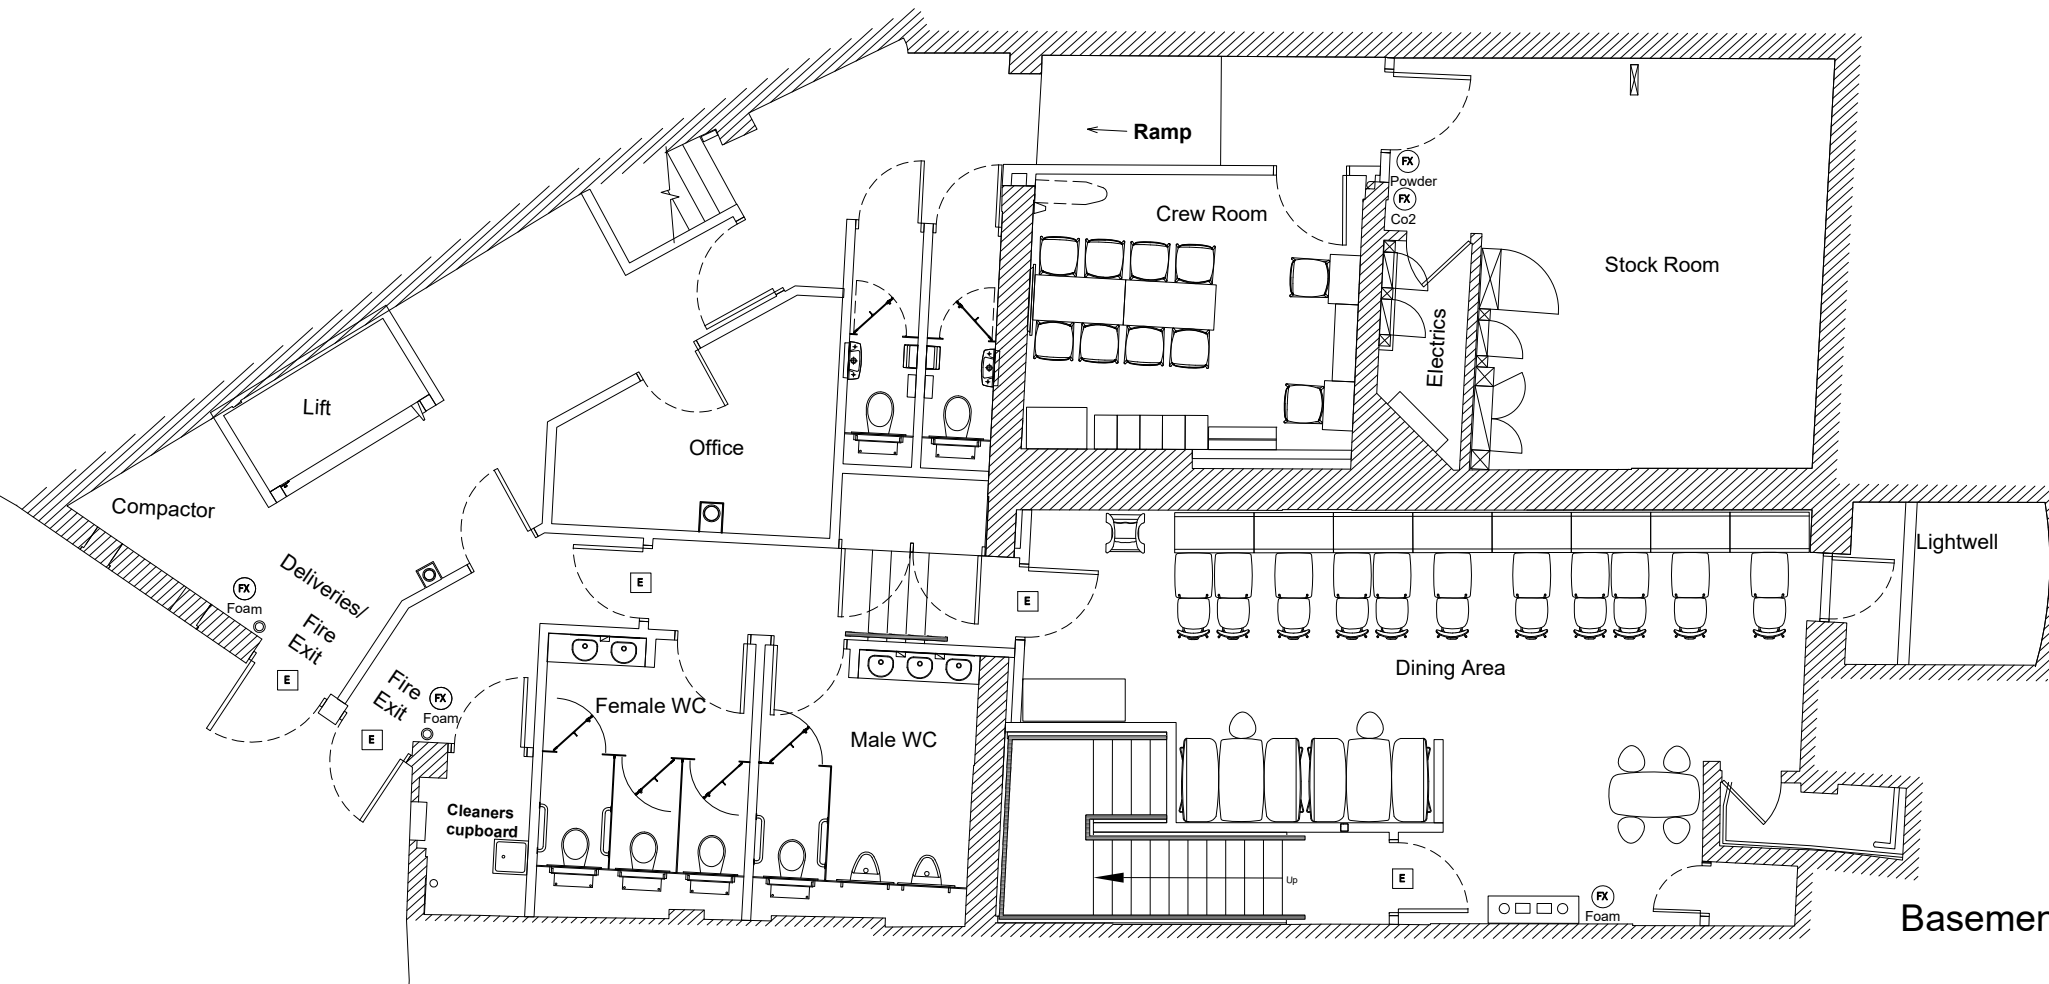 Ramp
FX
Powder
FX
Co2
Crew Room
Stock Room
Electrics
Lift
Office
Compactor
Deliveries/
Fire
Exit
FX
Foam
E
E
E
Lightwell
Dining Area
Fire
Exit
FX
Foam
E
Female WC
Male WC
Cleaners
cupboard
Up
E
FX
Foam
Basemen